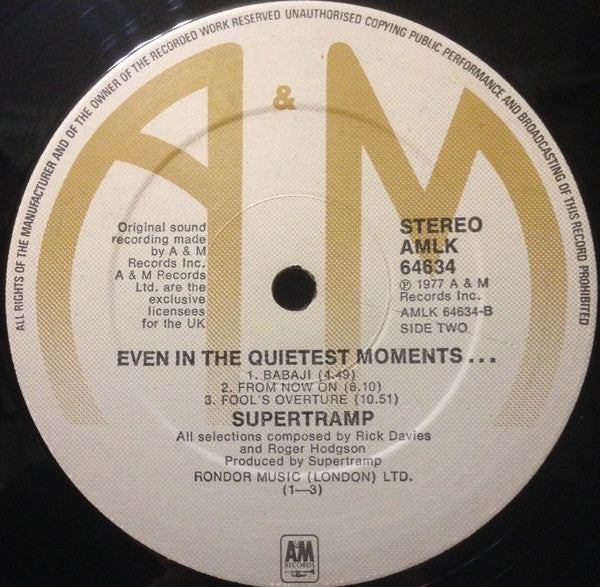 ALL RIGHTS OF THE MANUFACTURER AND OF THE OWNER OF THE RECORDED WORK RESERVED UNAUTHORISED COPYING PUBLIC PERFORMANCE AND BROADCASTING OF THIS RECORD PROHIBITED
A & M
Original sound
recording made
by A & M
Records Inc.
A & M Records
Ltd. are the
exclusive
licensees
for the UK
STEREO
AMLK
64634
℗ 1977 A & M
Records Inc.
AMLK 64634-B
SIDE TWO
EVEN IN THE QUIETEST MOMENTS...
1. BABAJI (4.49)
2. FROM NOW ON (6.10)
3. FOOL'S OVERTURE (10.51)
SUPERTRAMP
All selections composed by Rick Davies
and Roger Hodgson
Produced by Supertramp
RONDOR MUSIC (LONDON) LTD.
(1—3)
A&M
RECORDS